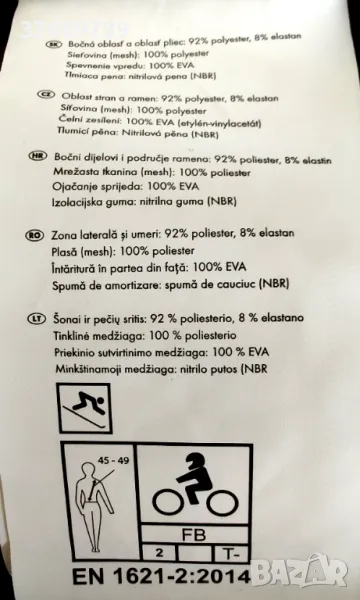 SK Bočná oblasť a oblasť pliec: 92% polyester, 8% elastan
Sieťovina (mesh): 100% polyester
Spevnenie vpredu: 100% EVA
Tlmiaca pena: nitrilová pena (NBR)
CZ Oblast stran a ramen: 92% polyester, 8% elastan
Síťovina (mesh): 100% polyester
Čelní zesílení: 100% EVA (etylén-vinylacetát)
Tlumicí pěna: Nitrilová pěna (NBR)
HR Bočni dijelovi i područje ramena: 92% poliester, 8% elastin
Mrežasta tkanina (mesh): 100% poliester
Ojačanje sprijeda: 100% EVA
Izolacijska guma: nitrilna guma (NBR)
RO Zona laterală și umeri: 92% poliester, 8% elastan
Plasă (mesh): 100% poliester
Întăritură în partea din față: 100% EVA
Spumă de amortizare: spumă de cauciuc (NBR)
LT Šonai ir pečių sritis: 92 % poliesterio, 8 % elastano
Tinklinė medžiaga: 100 % poliesterio
Priekinio sutvirtinimo medžiaga: 100 % EVA
Minkštinamoji medžiaga: nitrilo putos (NBR
45 - 49
FB
2 T-
EN 1621-2:2014
BAZAR